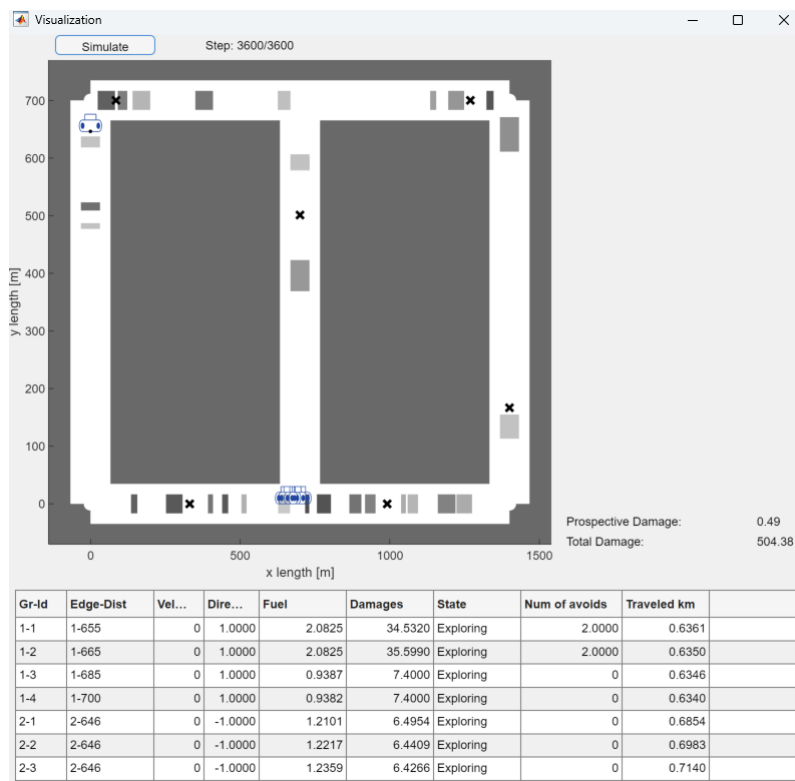 Visualization
Simulate Step: 3600/3600
700
600
500
400
300
200
100
0
y length [m]
0 500 1000 1500
x length [m]
Prospective Damage: 0.49
Total Damage: 504.38
Gr-Id Edge-Dist Vel... Dire... Fuel Damages State Num of avoids Traveled km
1-1 1-655 0 1.0000 2.0825 34.5320 Exploring 2.0000 0.6361
1-2 1-665 0 1.0000 2.0825 35.5990 Exploring 2.0000 0.6350
1-3 1-685 0 1.0000 0.9387 7.4000 Exploring 0 0.6346
1-4 1-700 0 1.0000 0.9382 7.4000 Exploring 0 0.6340
2-1 2-646 0 -1.0000 1.2101 6.4954 Exploring 0 0.6854
2-2 2-646 0 -1.0000 1.2217 6.4409 Exploring 0 0.6983
2-3 2-646 0 -1.0000 1.2359 6.4266 Exploring 0 0.7140